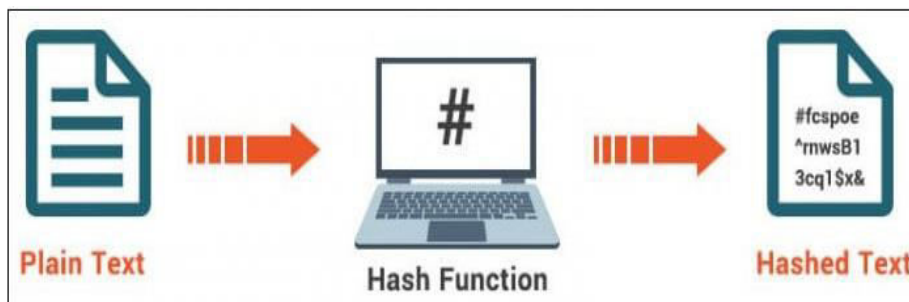 #
#fcspoe
^rnwsB1
3cq1$x&
Plain Text
Hash Function
Hashed Text